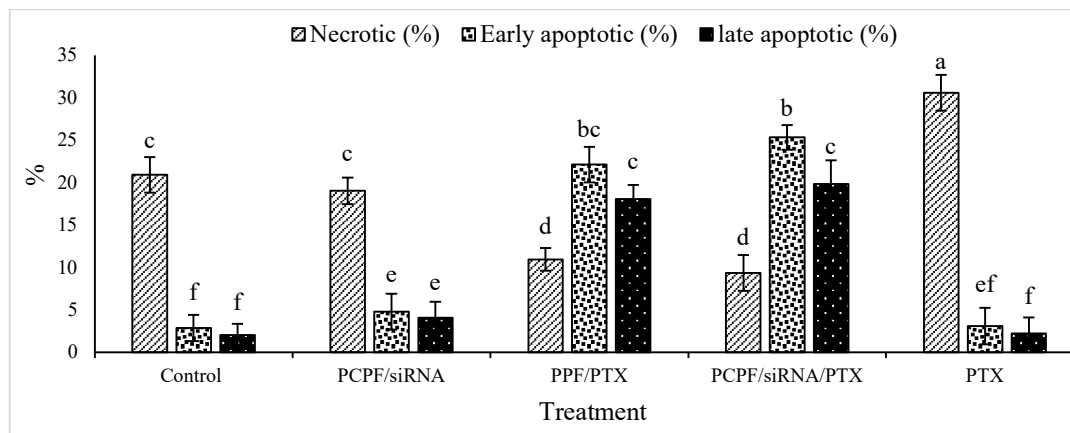 Necrotic (%) Early apoptotic (%) late apoptotic (%)
35
30
25
20
15
10
5
0
%
c
f
f
c
e
e
d
bc
c
d
b
c
a
ef
f
Control PCPF/siRNA PPF/PTX PCPF/siRNA/PTX PTX
Treatment